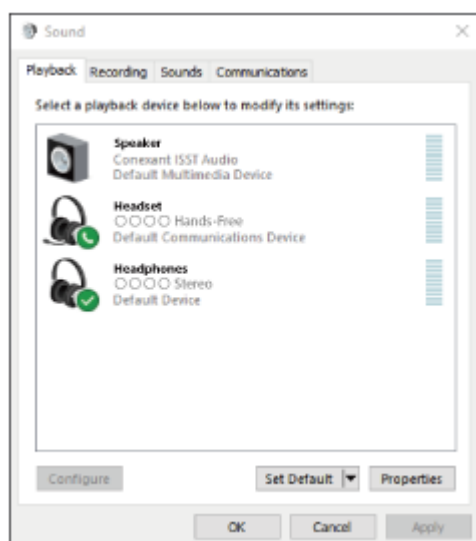 Sound
Playback Recording Sounds Communications
Select a playback device below to modify its settings:
Speaker
Conexant ISST Audio
Default Multimedia Device
Headset
○○○○ Hands-Free
Default Communications Device
Headphones
○○○○ Stereo
Default Device
Configure Set Default Properties
OK Cancel Apply